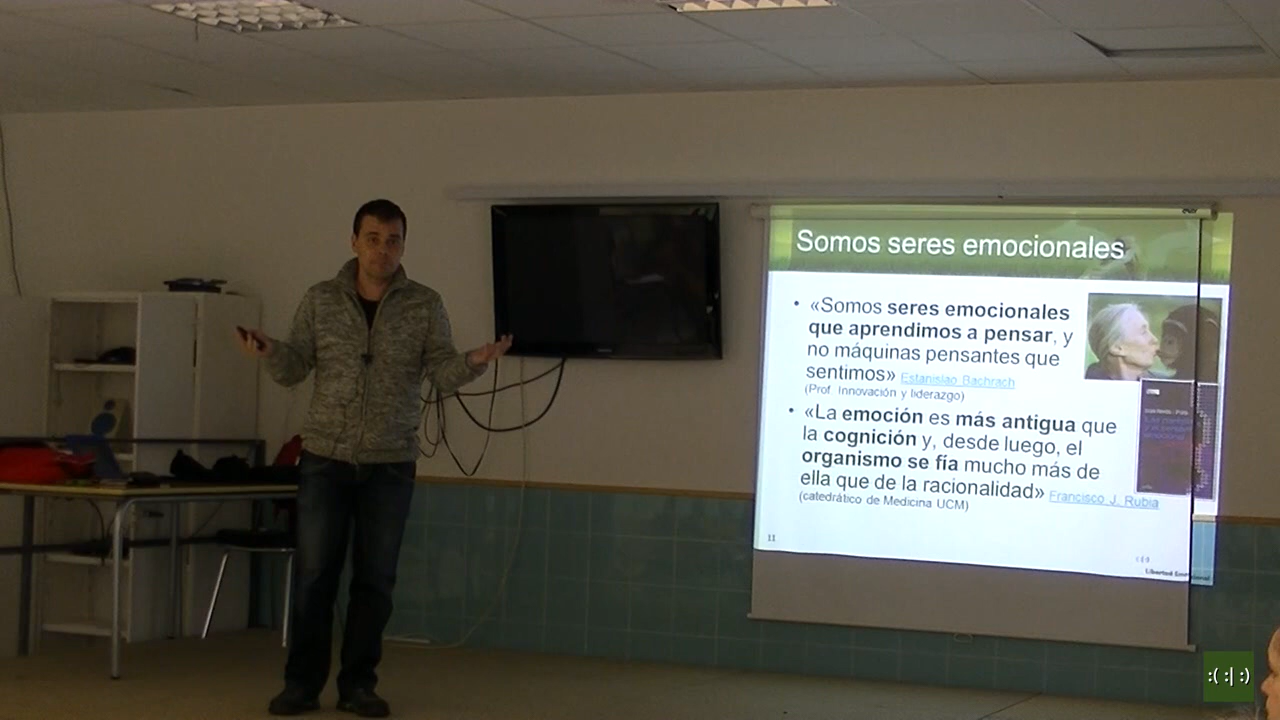 Somos seres emocionales
• «Somos seres emocionales
que aprendimos a pensar, y
no máquinas pensantes que
sentimos» Estanislao Bachrach
(Prof. Innovación y liderazgo)
• «La emoción es más antigua que
la cognición y, desde luego, el
organismo se fía mucho más de
ella que de la racionalidad» Francisco J. Rubia
(catedrático de Medicina UCM)
11
Libertad Emocional
:( :| :)